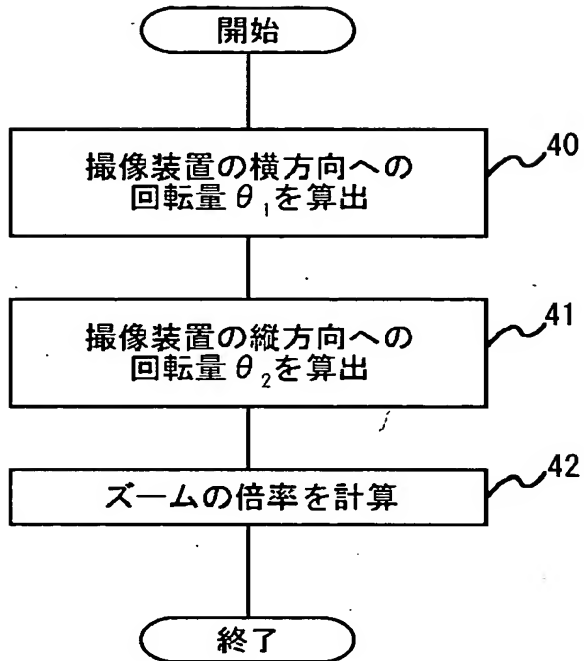 開始
撮像装置の横方向への
回転量θ₁を算出
40
撮像装置の縦方向への
回転量θ₂を算出
41
ズームの倍率を計算
42
終了